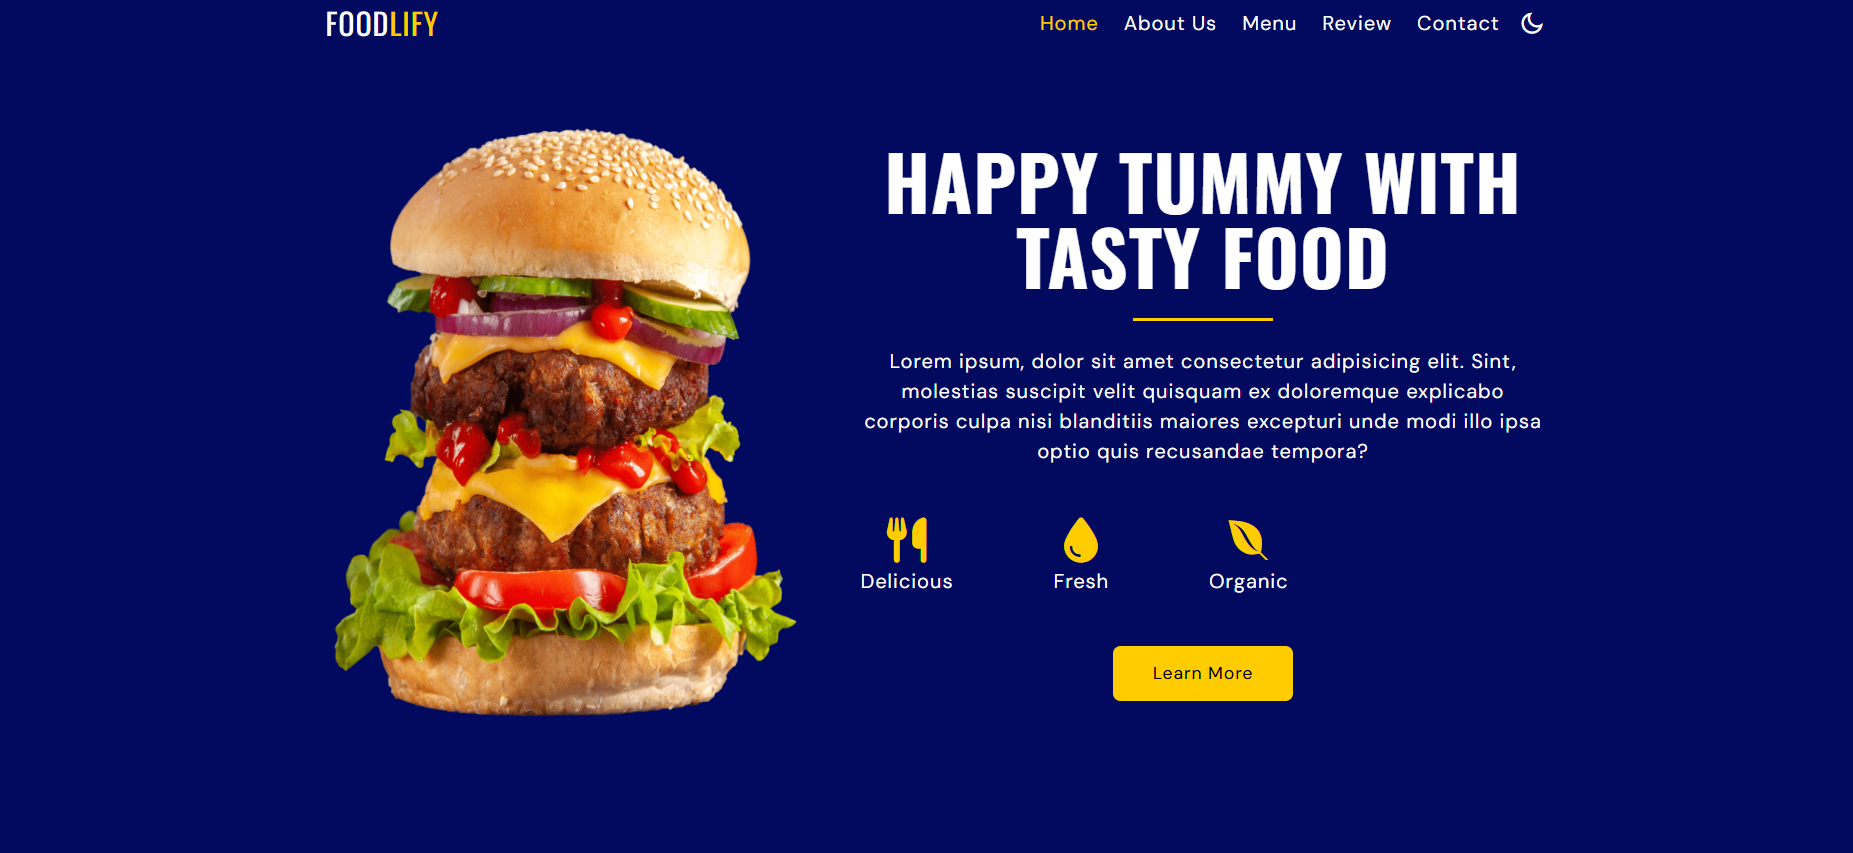 FOODLIFY
Home About Us Menu Review Contact
HAPPY TUMMY WITH
TASTY FOOD
Lorem ipsum, dolor sit amet consectetur adipisicing elit. Sint,
molestias suscipit velit quisquam ex doloremque explicabo
corporis culpa nisi blanditiis maiores excepturi unde modi illo ipsa
optio quis recusandae tempora?
Delicious Fresh Organic
Learn More